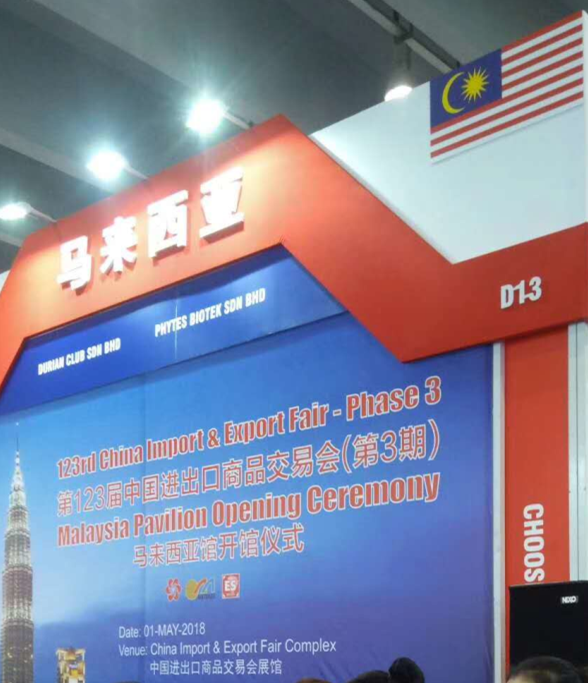 马来西亚
D1-3
DURIAN CLUB SDN BHD
PHYTES BIOTEK SDN BHD
123rd China Import & Export Fair - Phase 3
第123届中国进出口商品交易会(第3期)
Malaysia Pavilion Opening Ceremony
马来西亚馆开馆仪式
ES
Date: 01-MAY-2018
Venue: China Import & Export Fair Complex
中国进出口商品交易会展馆
CHOOS